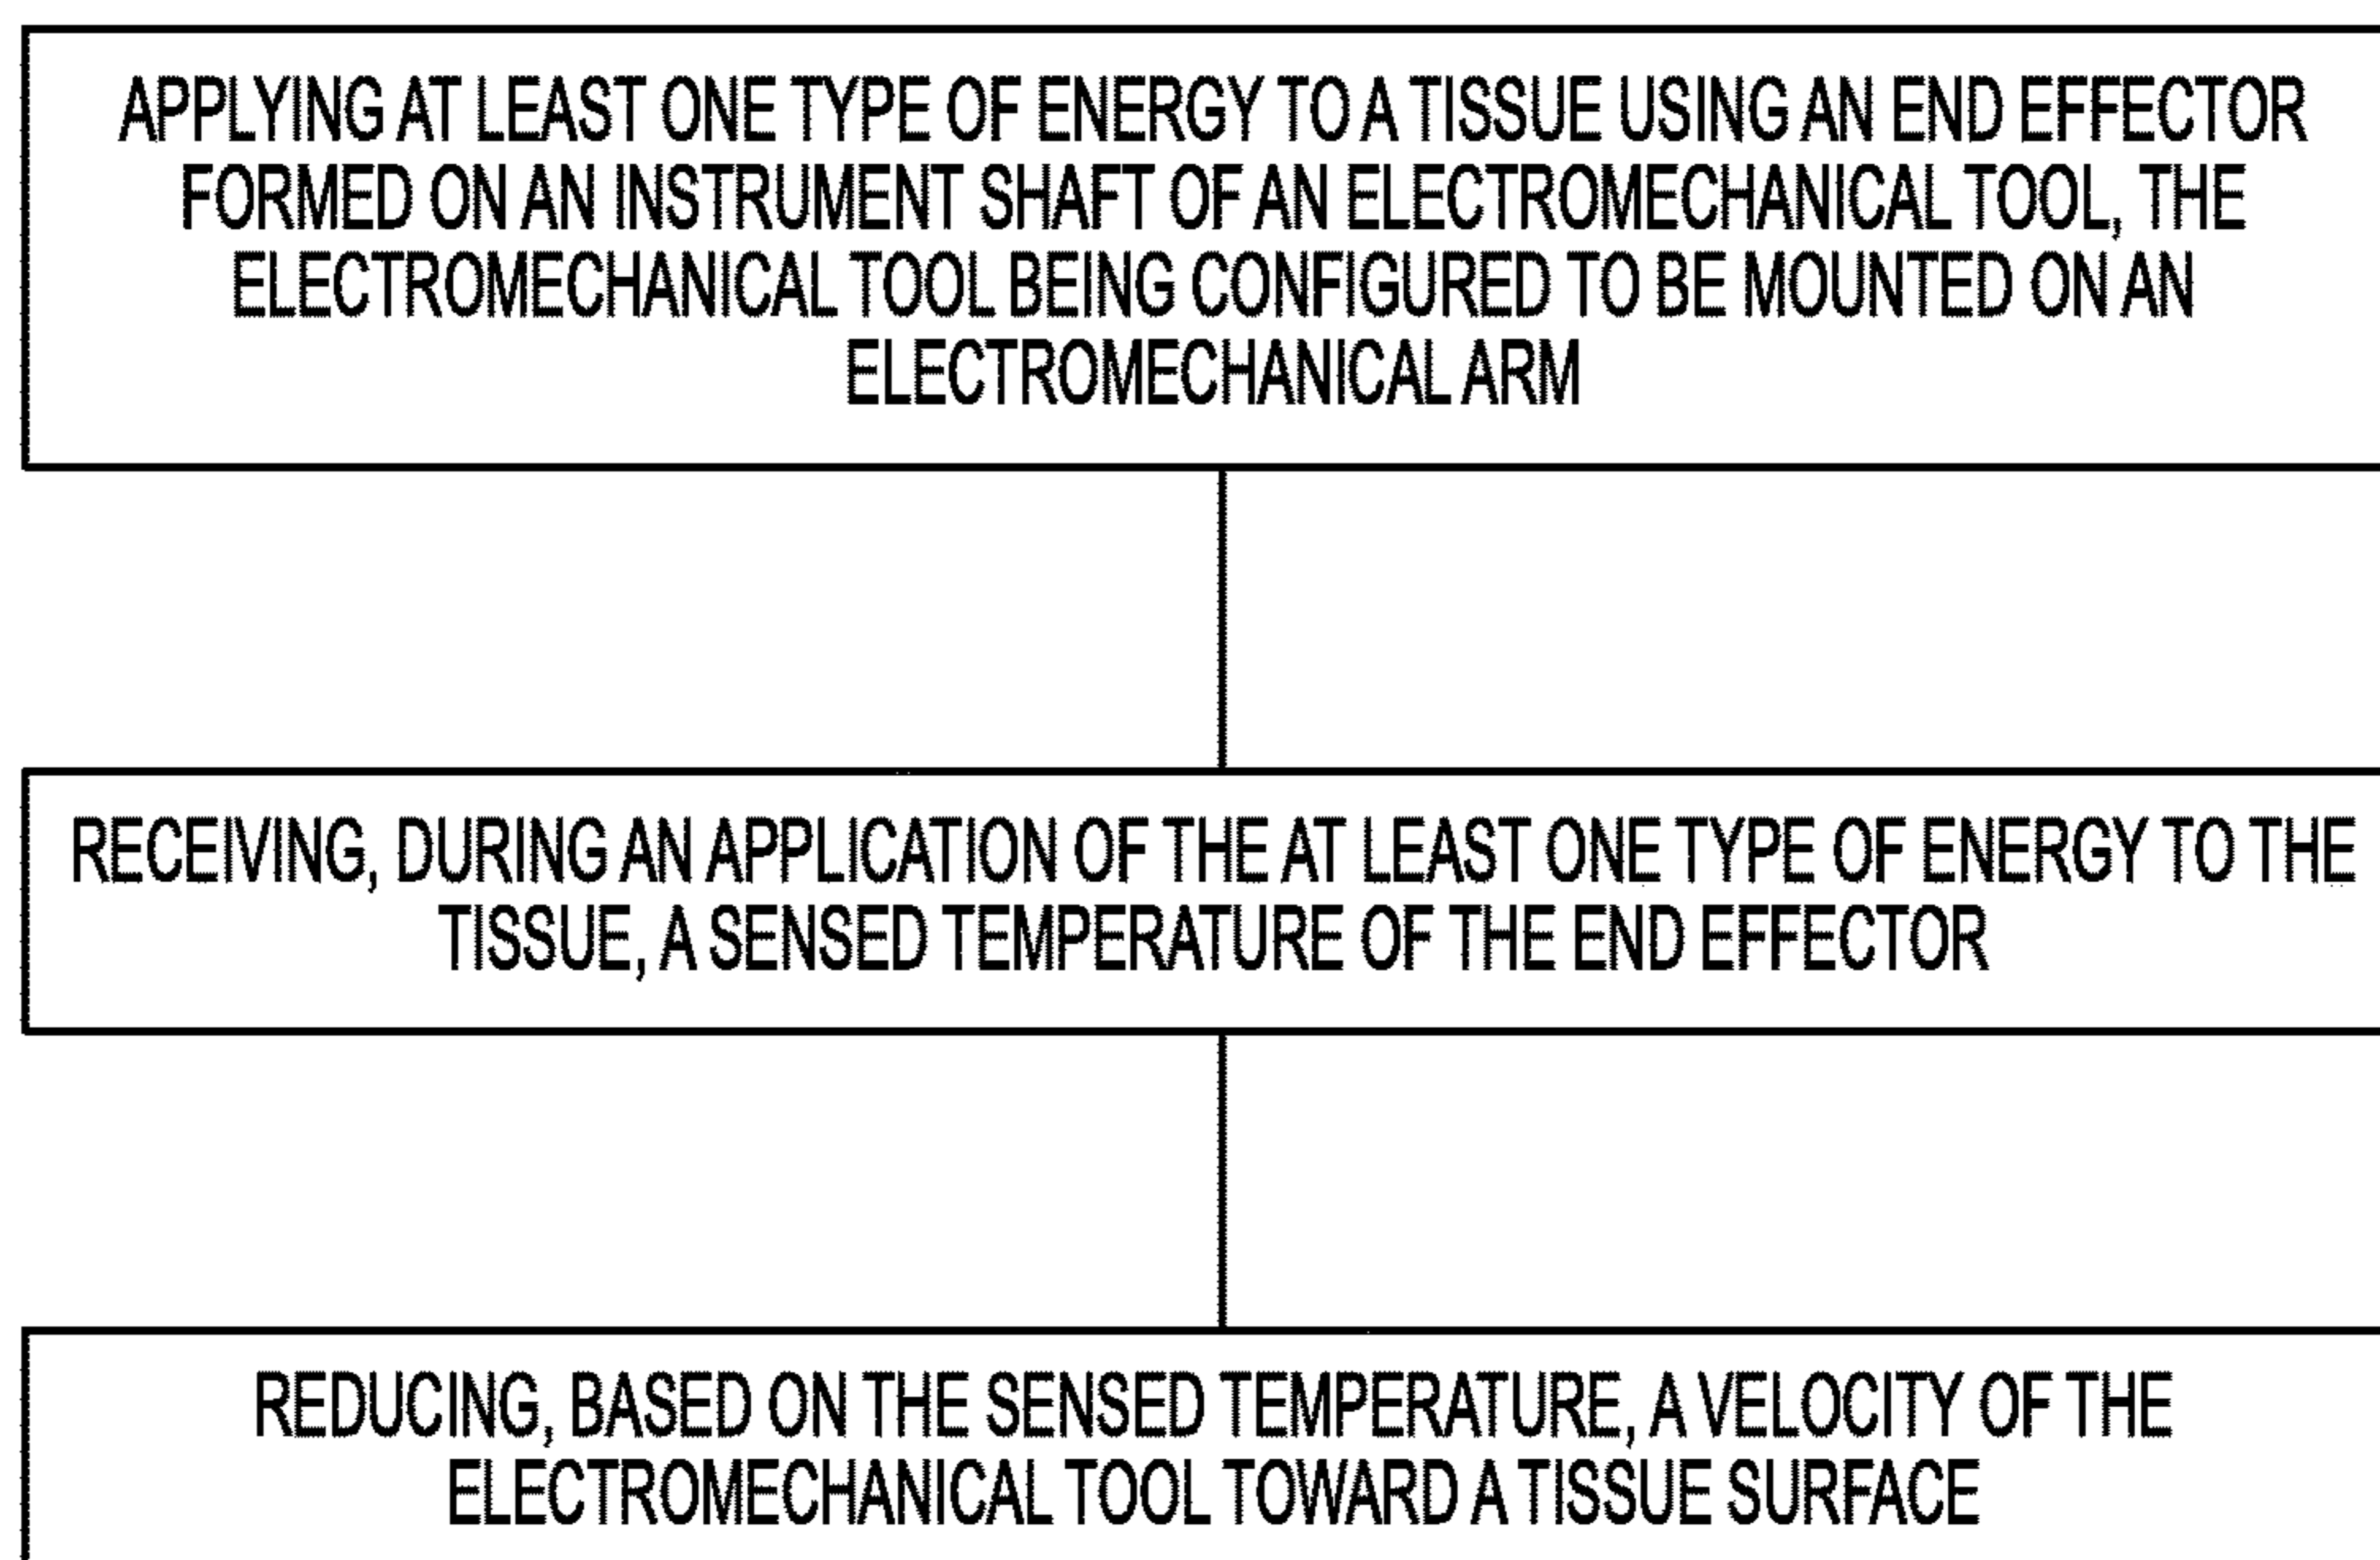 APPLYING AT LEAST ONE TYPE OF ENERGY TO A TISSUE USING AN END EFFECTOR
FORMED ON AN INSTRUMENT SHAFT OF AN ELECTROMECHANICAL TOOL, THE
ELECTROMECHANICAL TOOL BEING CONFIGURED TO BE MOUNTED ON AN
ELECTROMECHANICAL ARM
RECEIVING, DURING AN APPLICATION OF THE AT LEAST ONE TYPE OF ENERGY TO THE
TISSUE, A SENSED TEMPERATURE OF THE END EFFECTOR
REDUCING, BASED ON THE SENSED TEMPERATURE, A VELOCITY OF THE
ELECTROMECHANICAL TOOL TOWARD A TISSUE SURFACE